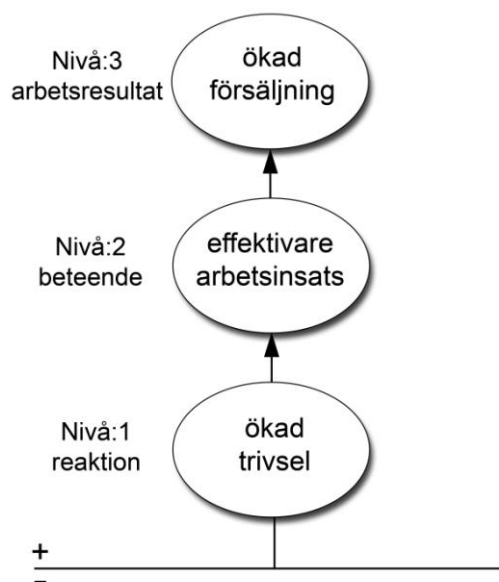 Nivå:3
arbetsresultat
ökad
försäljning
Nivå:2
beteende
effektivare
arbetsinsats
Nivå:1
reaktion
ökad
trivsel
+
-